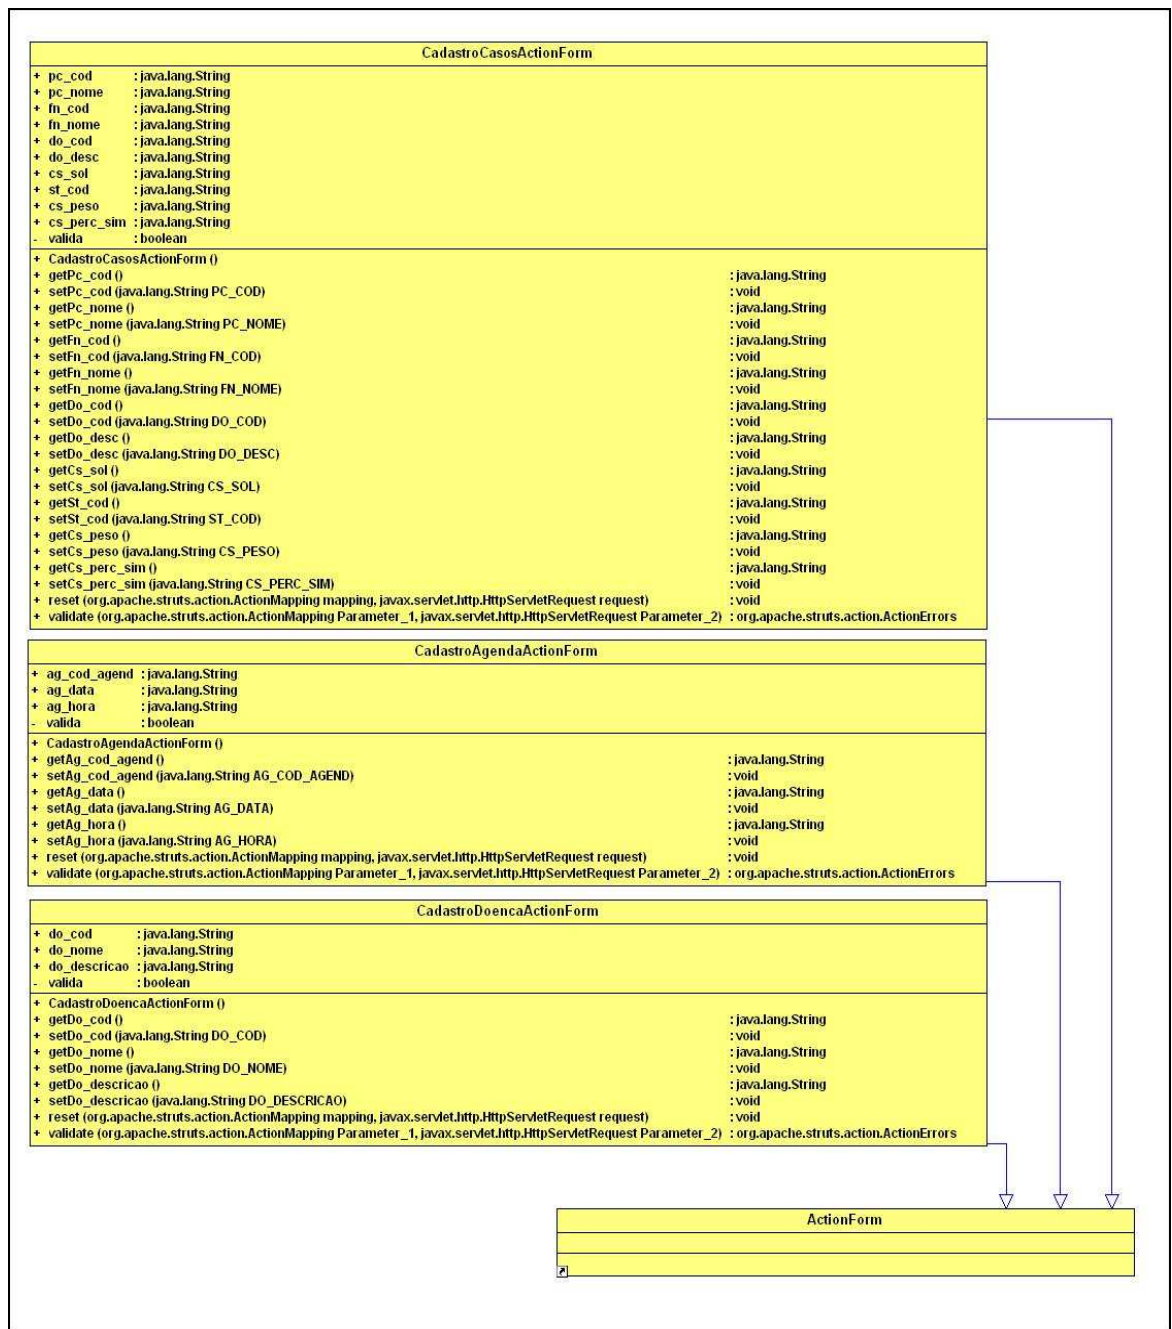 CadastroCasosActionForm
+ pc_cod : java.lang.String
+ pc_nome : java.lang.String
+ fn_cod : java.lang.String
+ fn_nome : java.lang.String
+ do_cod : java.lang.String
+ do_desc : java.lang.String
+ cs_sol : java.lang.String
+ st_cod : java.lang.String
+ cs_peso : java.lang.String
+ cs_perc_sim : java.lang.String
- valida : boolean
+ CadastroCasosActionForm ()
+ getPc_cod () : java.lang.String
+ setPc_cod (java.lang.String PC_COD) : void
+ getPc_nome () : java.lang.String
+ setPc_nome (java.lang.String PC_NOME) : void
+ getFn_cod () : java.lang.String
+ setFn_cod (java.lang.String FN_COD) : void
+ getFn_nome () : java.lang.String
+ setFn_nome (java.lang.String FN_NOME) : void
+ getDo_cod () : java.lang.String
+ setDo_cod (java.lang.String DO_COD) : void
+ getDo_desc () : java.lang.String
+ setDo_desc (java.lang.String DO_DESC) : void
+ getCs_sol () : java.lang.String
+ setCs_sol (java.lang.String CS_SOL) : void
+ getSt_cod () : java.lang.String
+ setSt_cod (java.lang.String ST_COD) : void
+ getCs_peso () : java.lang.String
+ setCs_peso (java.lang.String CS_PESO) : void
+ getCs_perc_sim () : java.lang.String
+ setCs_perc_sim (java.lang.String CS_PERC_SIM) : void
+ reset (org.apache.struts.action.ActionMapping mapping, javax.servlet.http.HttpServletRequest request) : void
+ validate (org.apache.struts.action.ActionMapping Parameter_1, javax.servlet.http.HttpServletRequest Parameter_2) : org.apache.struts.action.ActionErrors
CadastroAgendaActionForm
+ ag_cod_agend : java.lang.String
+ ag_data : java.lang.String
+ ag_hora : java.lang.String
- valida : boolean
+ CadastroAgendaActionForm ()
+ getAg_cod_agend () : java.lang.String
+ setAg_cod_agend (java.lang.String AG_COD_AGEND) : void
+ getAg_data () : java.lang.String
+ setAg_data (java.lang.String AG_DATA) : void
+ getAg_hora () : java.lang.String
+ setAg_hora (java.lang.String AG_HORA) : void
+ reset (org.apache.struts.action.ActionMapping mapping, javax.servlet.http.HttpServletRequest request) : void
+ validate (org.apache.struts.action.ActionMapping Parameter_1, javax.servlet.http.HttpServletRequest Parameter_2) : org.apache.struts.action.ActionErrors
CadastroDoencaActionForm
+ do_cod : java.lang.String
+ do_nome : java.lang.String
+ do_descricao : java.lang.String
- valida : boolean
+ CadastroDoencaActionForm ()
+ getDo_cod () : java.lang.String
+ setDo_cod (java.lang.String DO_COD) : void
+ getDo_nome () : java.lang.String
+ setDo_nome (java.lang.String DO_NOME) : void
+ getDo_descricao () : java.lang.String
+ setDo_descricao (java.lang.String DO_DESCRICAO) : void
+ reset (org.apache.struts.action.ActionMapping mapping, javax.servlet.http.HttpServletRequest request) : void
+ validate (org.apache.struts.action.ActionMapping Parameter_1, javax.servlet.http.HttpServletRequest Parameter_2) : org.apache.struts.action.ActionErrors
ActionForm